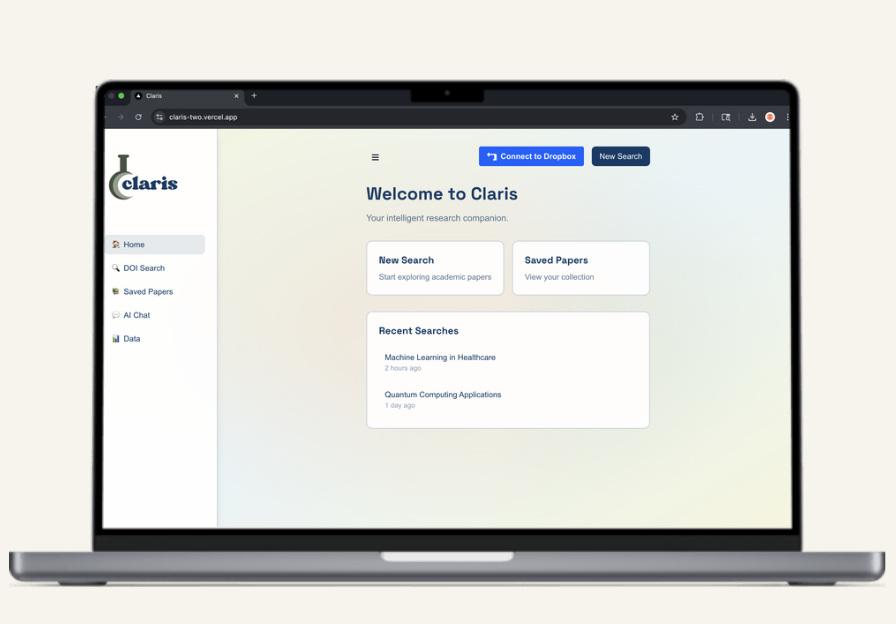 Claris
claris-two.vercel.app
claris
Home
DOI Search
Saved Papers
AI Chat
Data
Connect to Dropbox
New Search
Welcome to Claris
Your intelligent research companion.
New Search
Start exploring academic papers
Saved Papers
View your collection
Recent Searches
Machine Learning in Healthcare
2 hours ago
Quantum Computing Applications
1 day ago